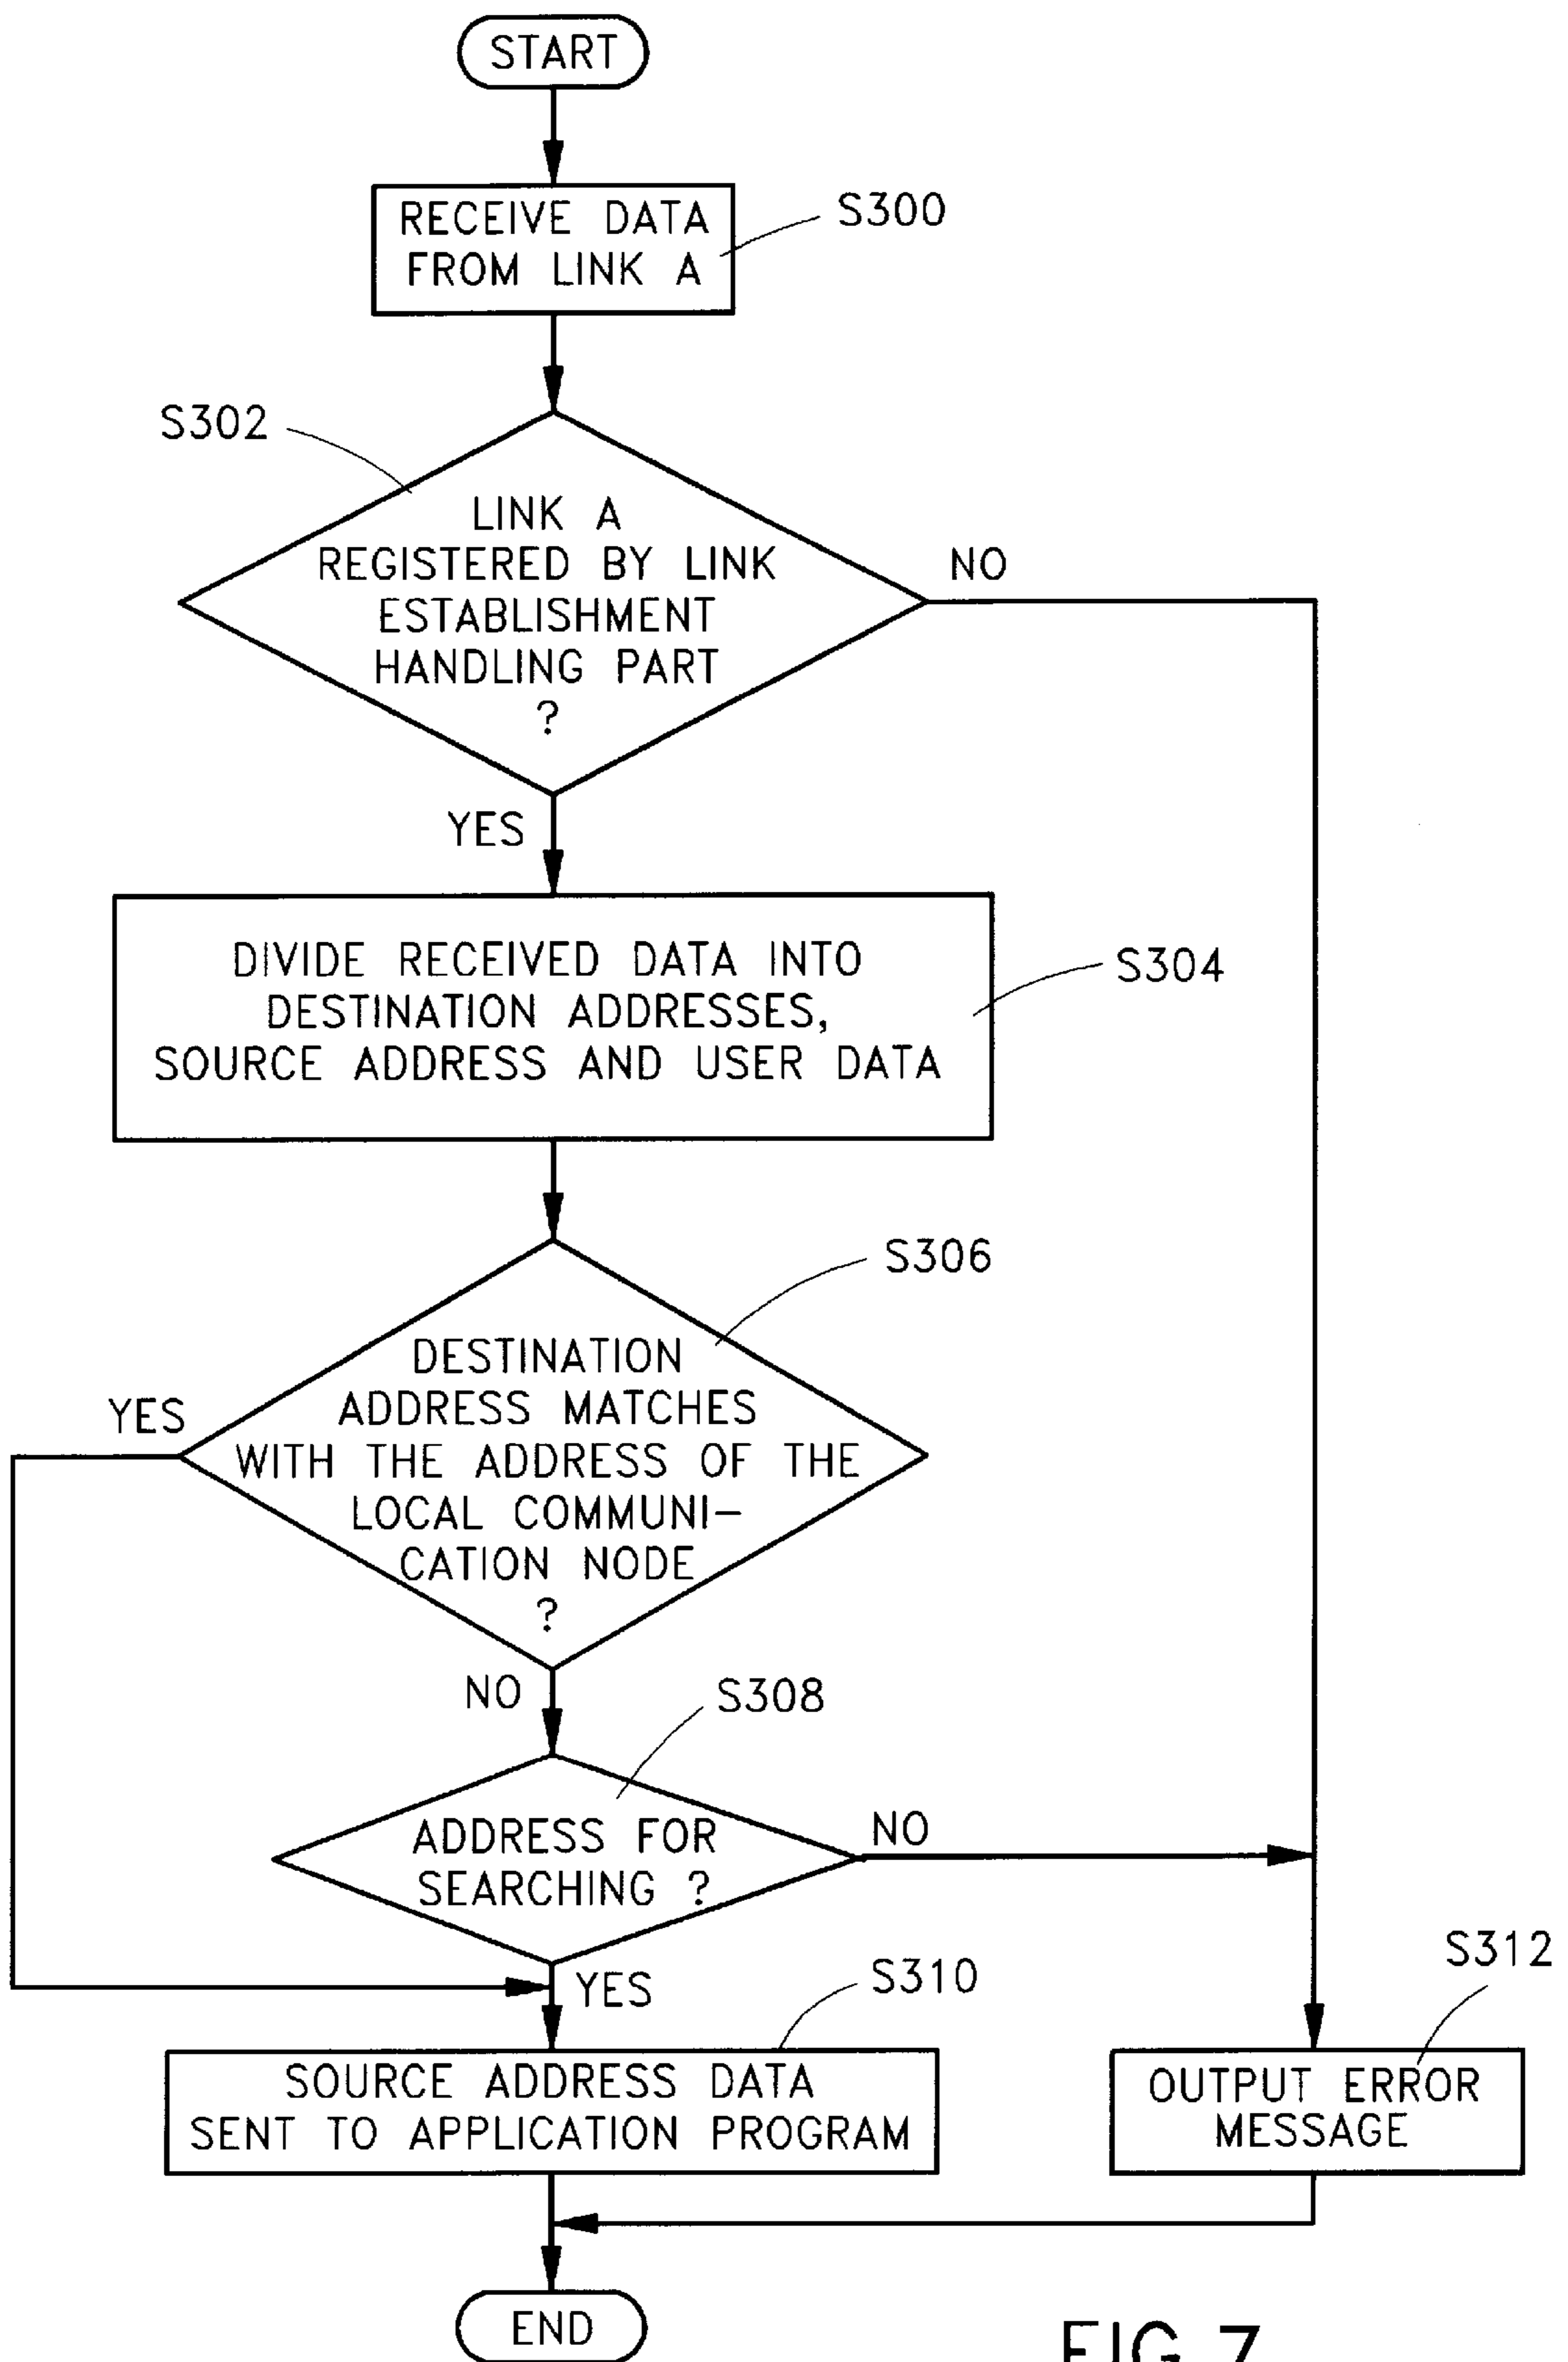 START
RECEIVE DATA
FROM LINK A
S300
S302
LINK A
REGISTERED BY LINK
ESTABLISHMENT
HANDLING PART
?
NO
YES
DIVIDE RECEIVED DATA INTO
DESTINATION ADDRESSES,
SOURCE ADDRESS AND USER DATA
S304
S306
DESTINATION
ADDRESS MATCHES
WITH THE ADDRESS OF THE
LOCAL COMMUNI-
CATION NODE
?
YES
NO
S308
ADDRESS FOR
SEARCHING ?
NO
YES
S310
S312
SOURCE ADDRESS DATA
SENT TO APPLICATION PROGRAM
OUTPUT ERROR
MESSAGE
END
FIG. 7